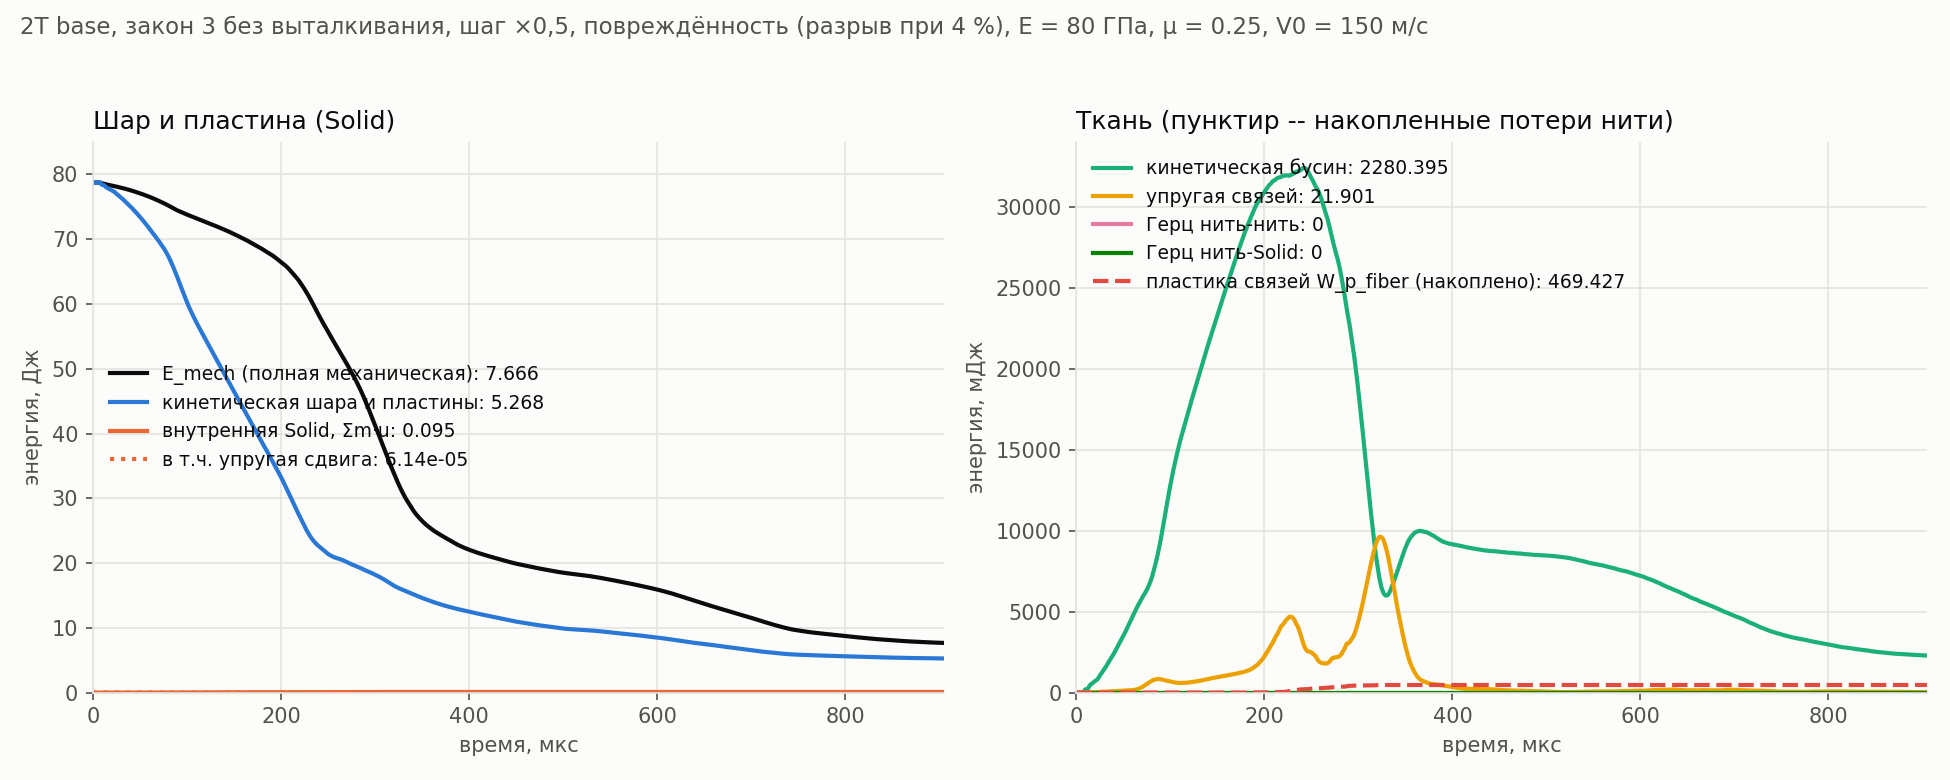 2T base, закон 3 без выталкивания, шаг ×0,5, повреждённость (разрыв при 4 %), E = 80 ГПа, μ = 0.25, V0 = 150 м/с
Шар и пластина (Solid)
энергия, Дж
80
70
60
50
40
30
20
10
0
E_mech (полная механическая): 7.666
кинетическая шара и пластины: 5.268
внутренняя Solid, Σm·u: 0.095
в т.ч. упругая сдвига: 6.14e-05
0 200 400 600 800
время, мкс
Ткань (пунктир -- накопленные потери нити)
энергия, мДж
30000
25000
20000
15000
10000
5000
0
кинетическая бусин: 2280.395
упругая связей: 21.901
Герц нить-нить: 0
Герц нить-Solid: 0
пластика связей W_p_fiber (накоплено): 469.427
0 200 400 600 800
время, мкс